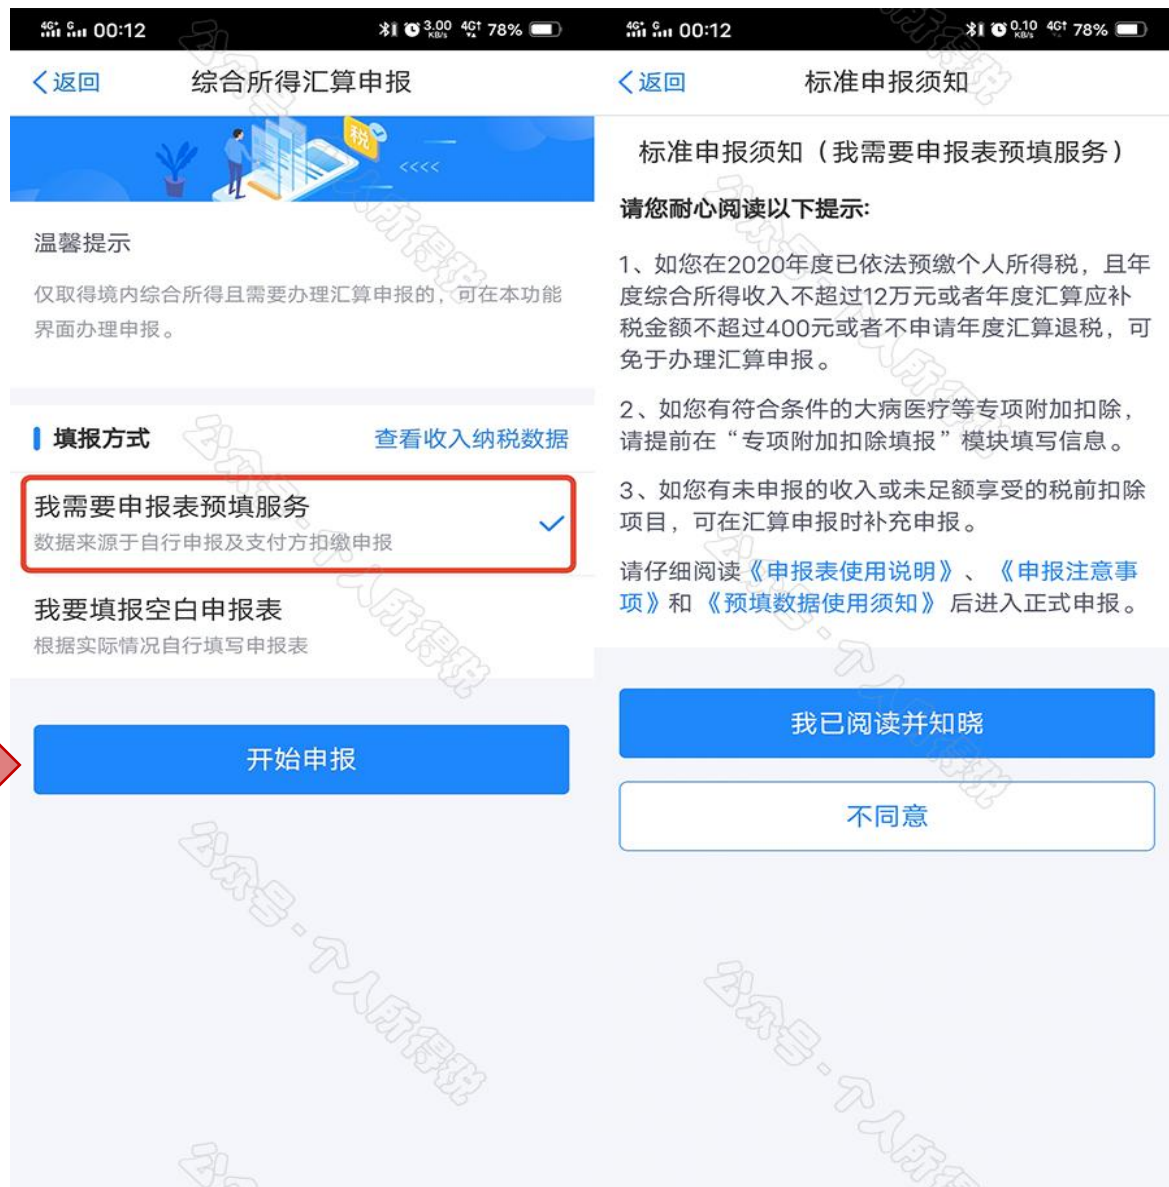 00:12
3.00 KB/s 4G↑ 78%
返回 综合所得汇算申报
税
温馨提示
仅取得境内综合所得且需要办理汇算申报的，可在本功能
界面办理申报。
填报方式 查看收入纳税数据
我需要申报表预填服务
数据来源于自行申报及支付方扣缴申报
我要填报空白申报表
根据实际情况自行填写申报表
开始申报
00:12
0.10 KB/s 4G↑ 78%
返回 标准申报须知
标准申报须知（我需要申报表预填服务）
请您耐心阅读以下提示:
1、如您在2020年度已依法预缴个人所得税，且年
度综合所得收入不超过12万元或者年度汇算应补
税金额不超过400元或者不申请年度汇算退税，可
免于办理汇算申报。
2、如您有符合条件的大病医疗等专项附加扣除，
请提前在“专项附加扣除填报”模块填写信息。
3、如您有未申报的收入或未足额享受的税前扣除
项目，可在汇算申报时补充申报。
请仔细阅读《申报表使用说明》、《申报注意事
项》和《预填数据使用须知》后进入正式申报。
我已阅读并知晓
不同意
公众号·个人所得税